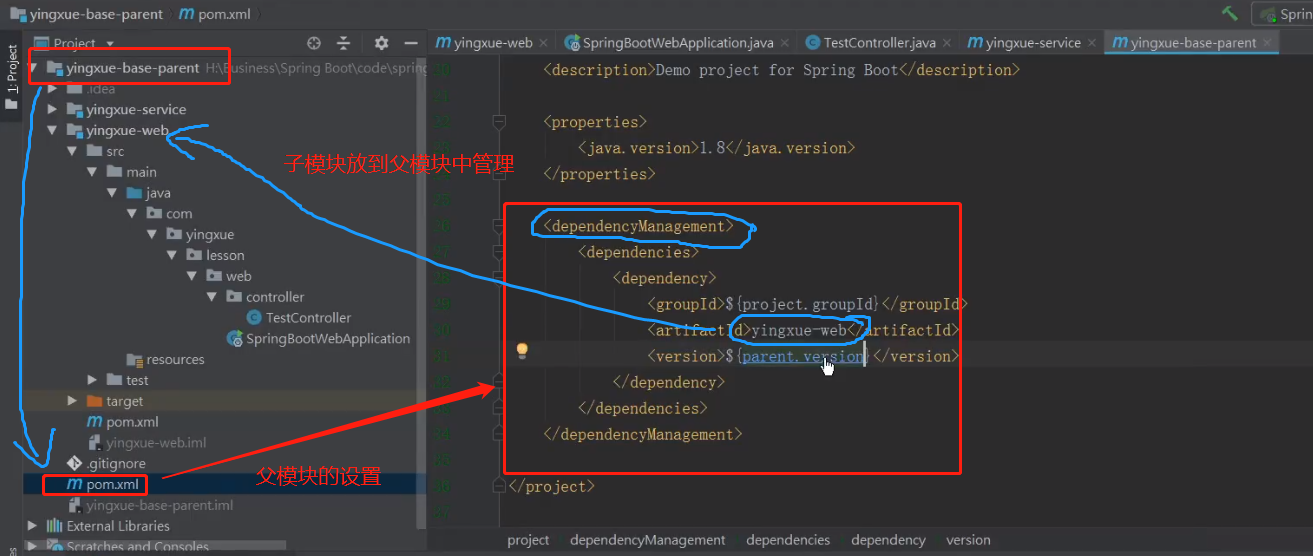 yingxue-base-parent m pom.xml
Sprin
1: Project
Project
yingxue-web
SpringBootWebApplication.java
TestController.java
yingxue-service
yingxue-base-parent
yingxue-base-parent H:\Business\Spring Boot\code\spring
.idea
yingxue-service
yingxue-web
src
main
java
com
yingxue
lesson
web
controller
TestController
SpringBootWebApplication
resources
test
target
pom.xml
yingxue-web.iml
.gitignore
pom.xml
yingxue-base-parent.iml
External Libraries
Scratches and Consoles
子模块放到父模块中管理
父模块的设置
<description>Demo project for Spring Boot</description>
<properties>
<java.version>1.8</java.version>
</properties>
<dependencyManagement>
<dependencies>
<dependency>
<groupId>${project.groupId}</groupId>
<artifactId>yingxue-web</artifactId>
<version>${parent.version}</version>
</dependency>
</dependencies>
</dependencyManagement>
</project>
project dependencyManagement dependencies dependency version